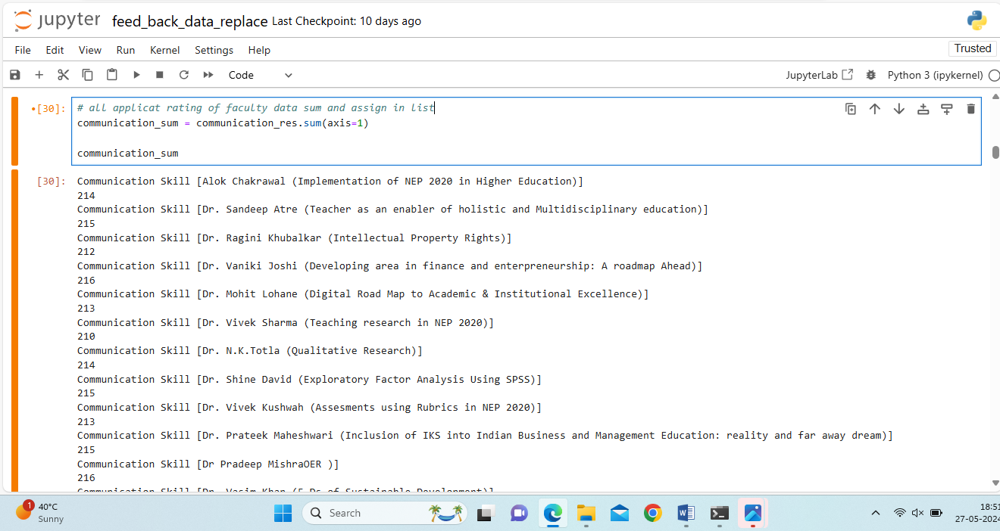 jupyter feed_back_data_replace Last Checkpoint: 10 days ago
File Edit View Run Kernel Settings Help
Trusted
Code
JupyterLab
Python 3 (ipykernel)
[30]:
# all applicat rating of faculty data sum and assign in list
communication_sum = communication_res.sum(axis=1)
communication_sum
[30]:
Communication Skill [Alok Chakrawal (Implementation of NEP 2020 in Higher Education)]
214
Communication Skill [Dr. Sandeep Atre (Teacher as an enabler of holistic and Multidisciplinary education)]
215
Communication Skill [Dr. Ragini Khubalkar (Intellectual Property Rights)]
212
Communication Skill [Dr. Vaniki Joshi (Developing area in finance and enterpreneurship: A roadmap Ahead)]
216
Communication Skill [Dr. Mohit Lohane (Digital Road Map to Academic & Institutional Excellence)]
213
Communication Skill [Dr. Vivek Sharma (Teaching research in NEP 2020)]
210
Communication Skill [Dr. N.K.Totla (Qualitative Research)]
214
Communication Skill [Dr. Shine David (Exploratory Factor Analysis Using SPSS)]
215
Communication Skill [Dr. Vivek Kushwah (Assesments using Rubrics in NEP 2020)]
213
Communication Skill [Dr. Prateek Maheshwari (Inclusion of IKS into Indian Business and Management Education: reality and far away dream)]
215
Communication Skill [Dr Pradeep MishraOER )]
216
Communication Skill [Dr. Vasim Khan (5 Ps of Sustainable Development)]
1
40°C
Sunny
Search
18:51
27-05-2024